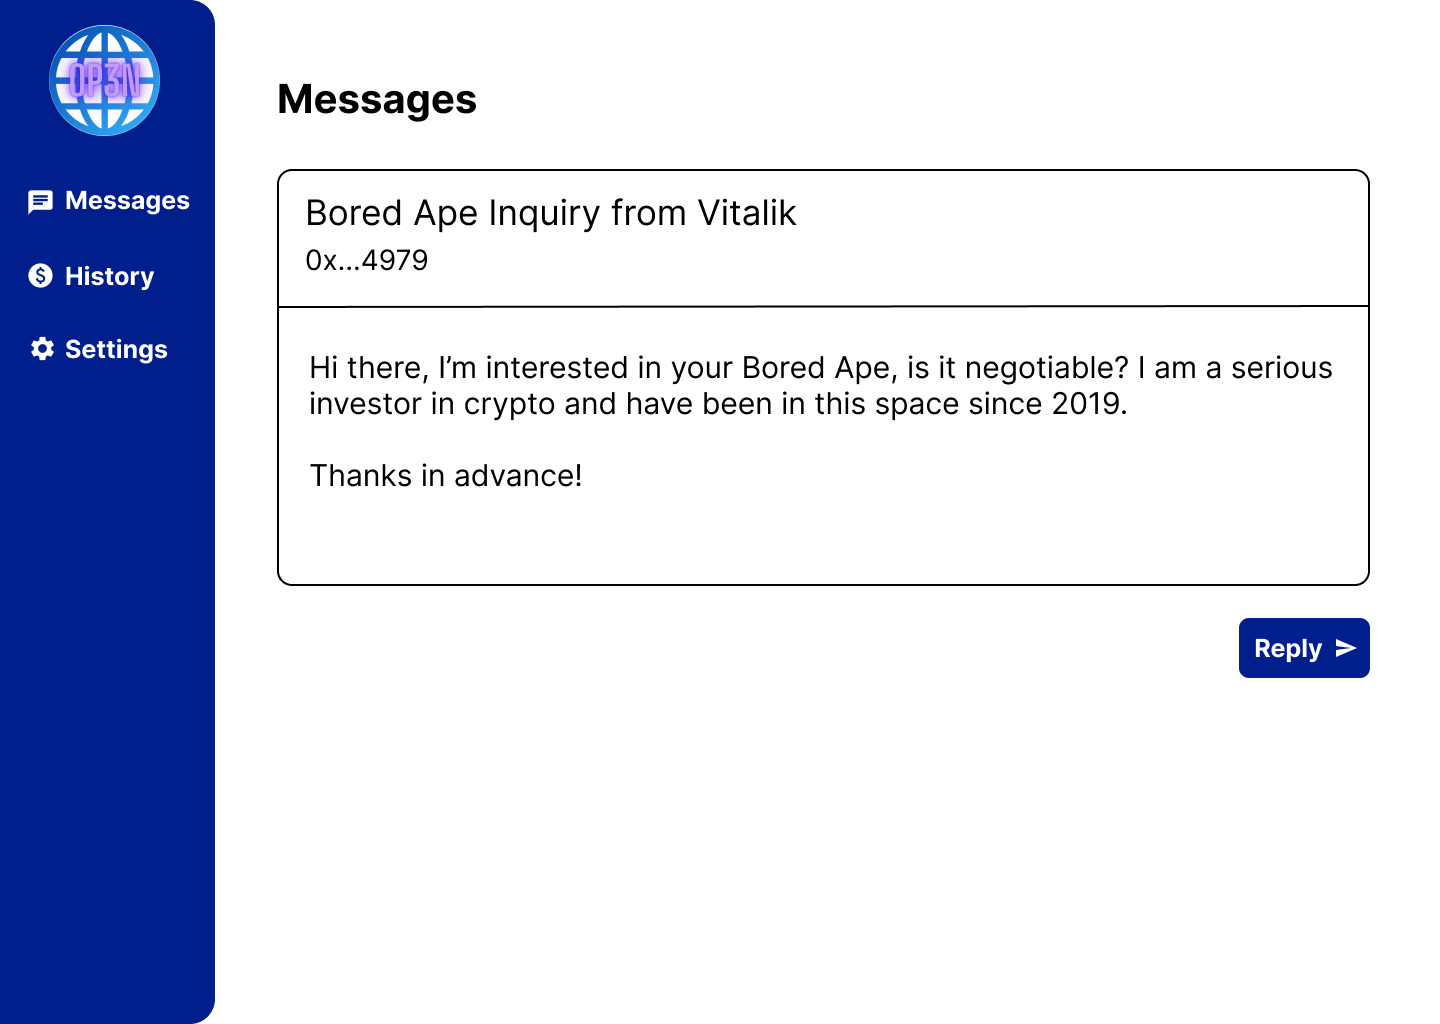 OP3N
Messages
History
Settings
Messages
Bored Ape Inquiry from Vitalik
0x...4979
Hi there, I’m interested in your Bored Ape, is it negotiable? I am a serious
investor in crypto and have been in this space since 2019.
Thanks in advance!
Reply